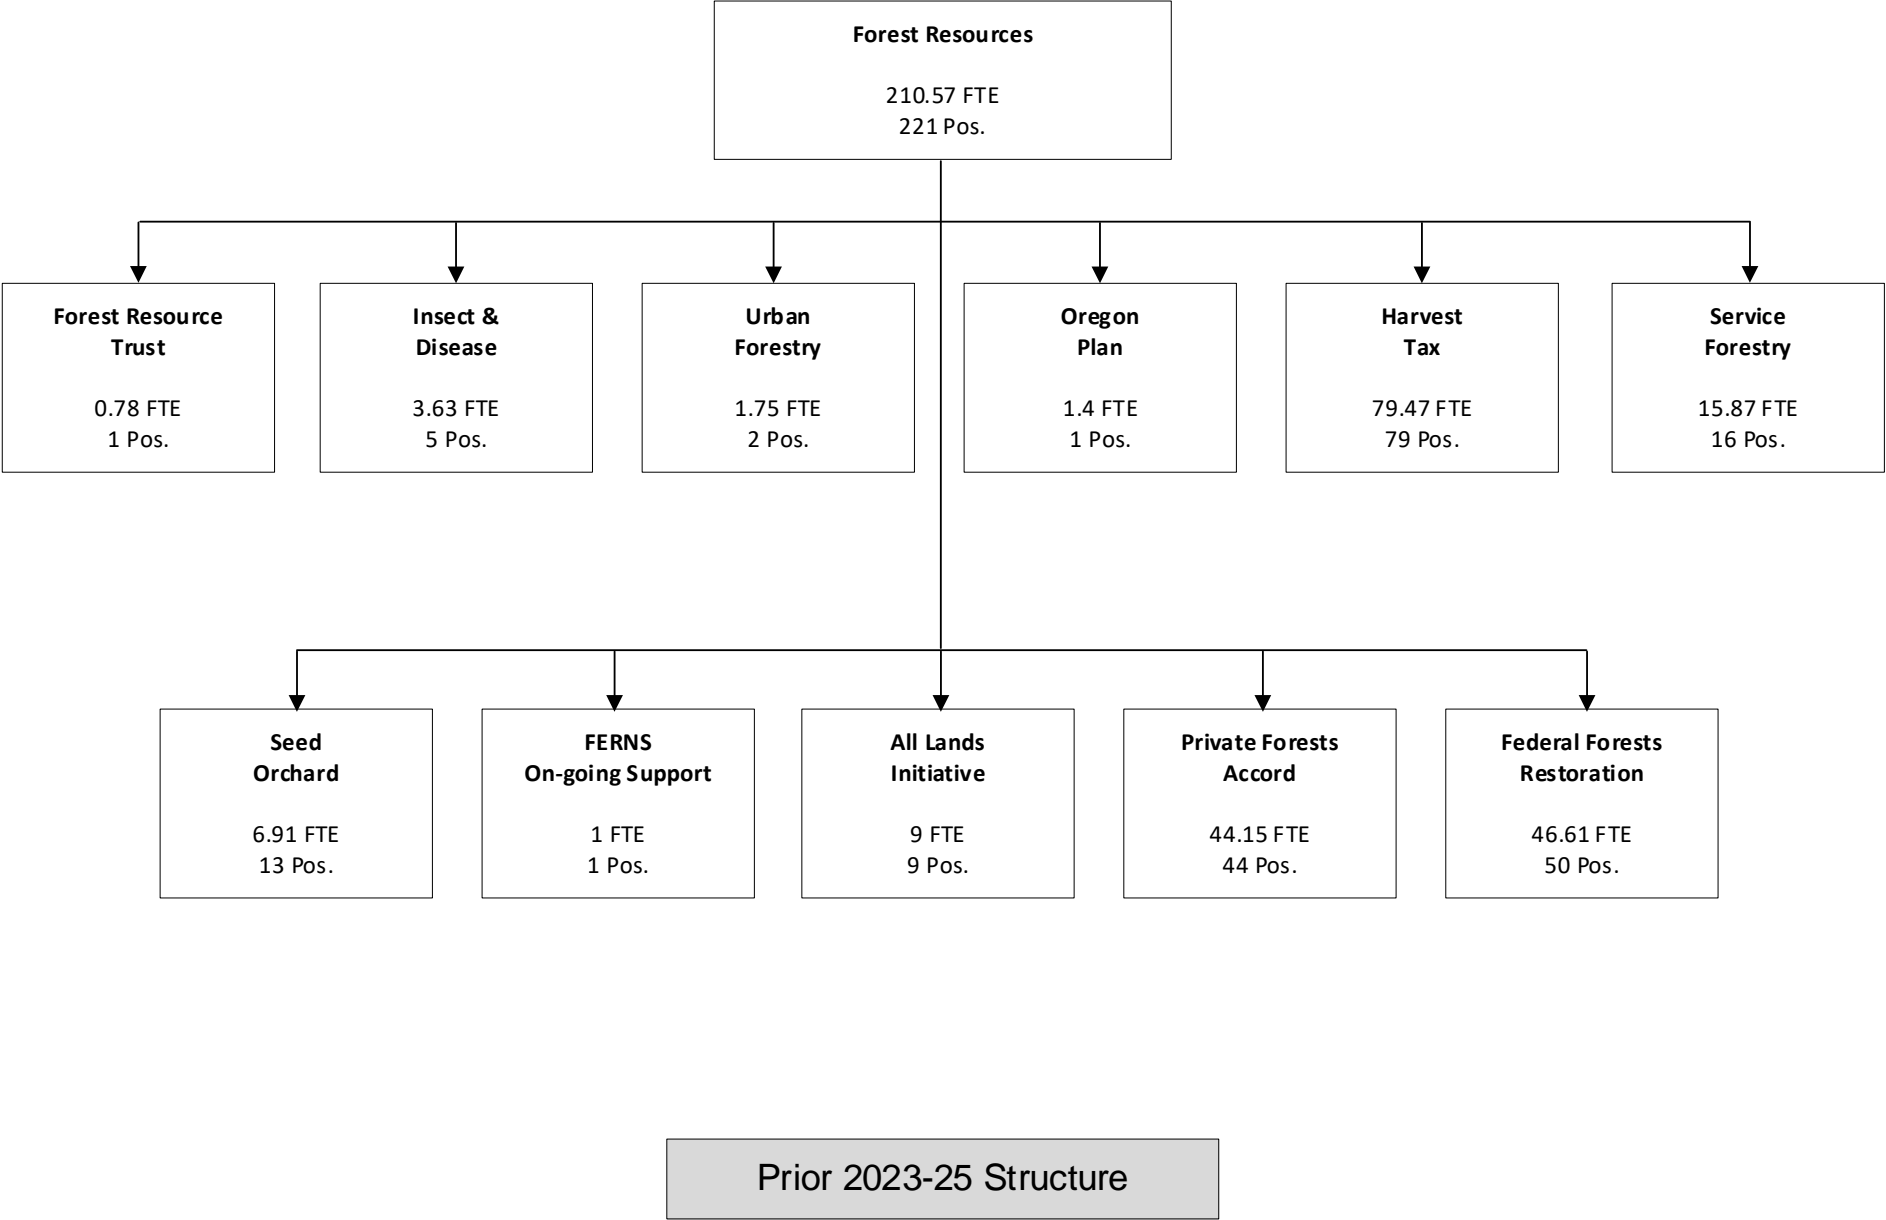 Forest Resources
210.57 FTE
221 Pos.
Forest Resource
Trust
0.78 FTE
1 Pos.
Insect &
Disease
3.63 FTE
5 Pos.
Urban
Forestry
1.75 FTE
2 Pos.
Oregon
Plan
1.4 FTE
1 Pos.
Harvest
Tax
79.47 FTE
79 Pos.
Service
Forestry
15.87 FTE
16 Pos.
Seed
Orchard
6.91 FTE
13 Pos.
FERNS
On-going Support
1 FTE
1 Pos.
All Lands
Initiative
9 FTE
9 Pos.
Private Forests
Accord
44.15 FTE
44 Pos.
Federal Forests
Restoration
46.61 FTE
50 Pos.
Prior 2023-25 Structure